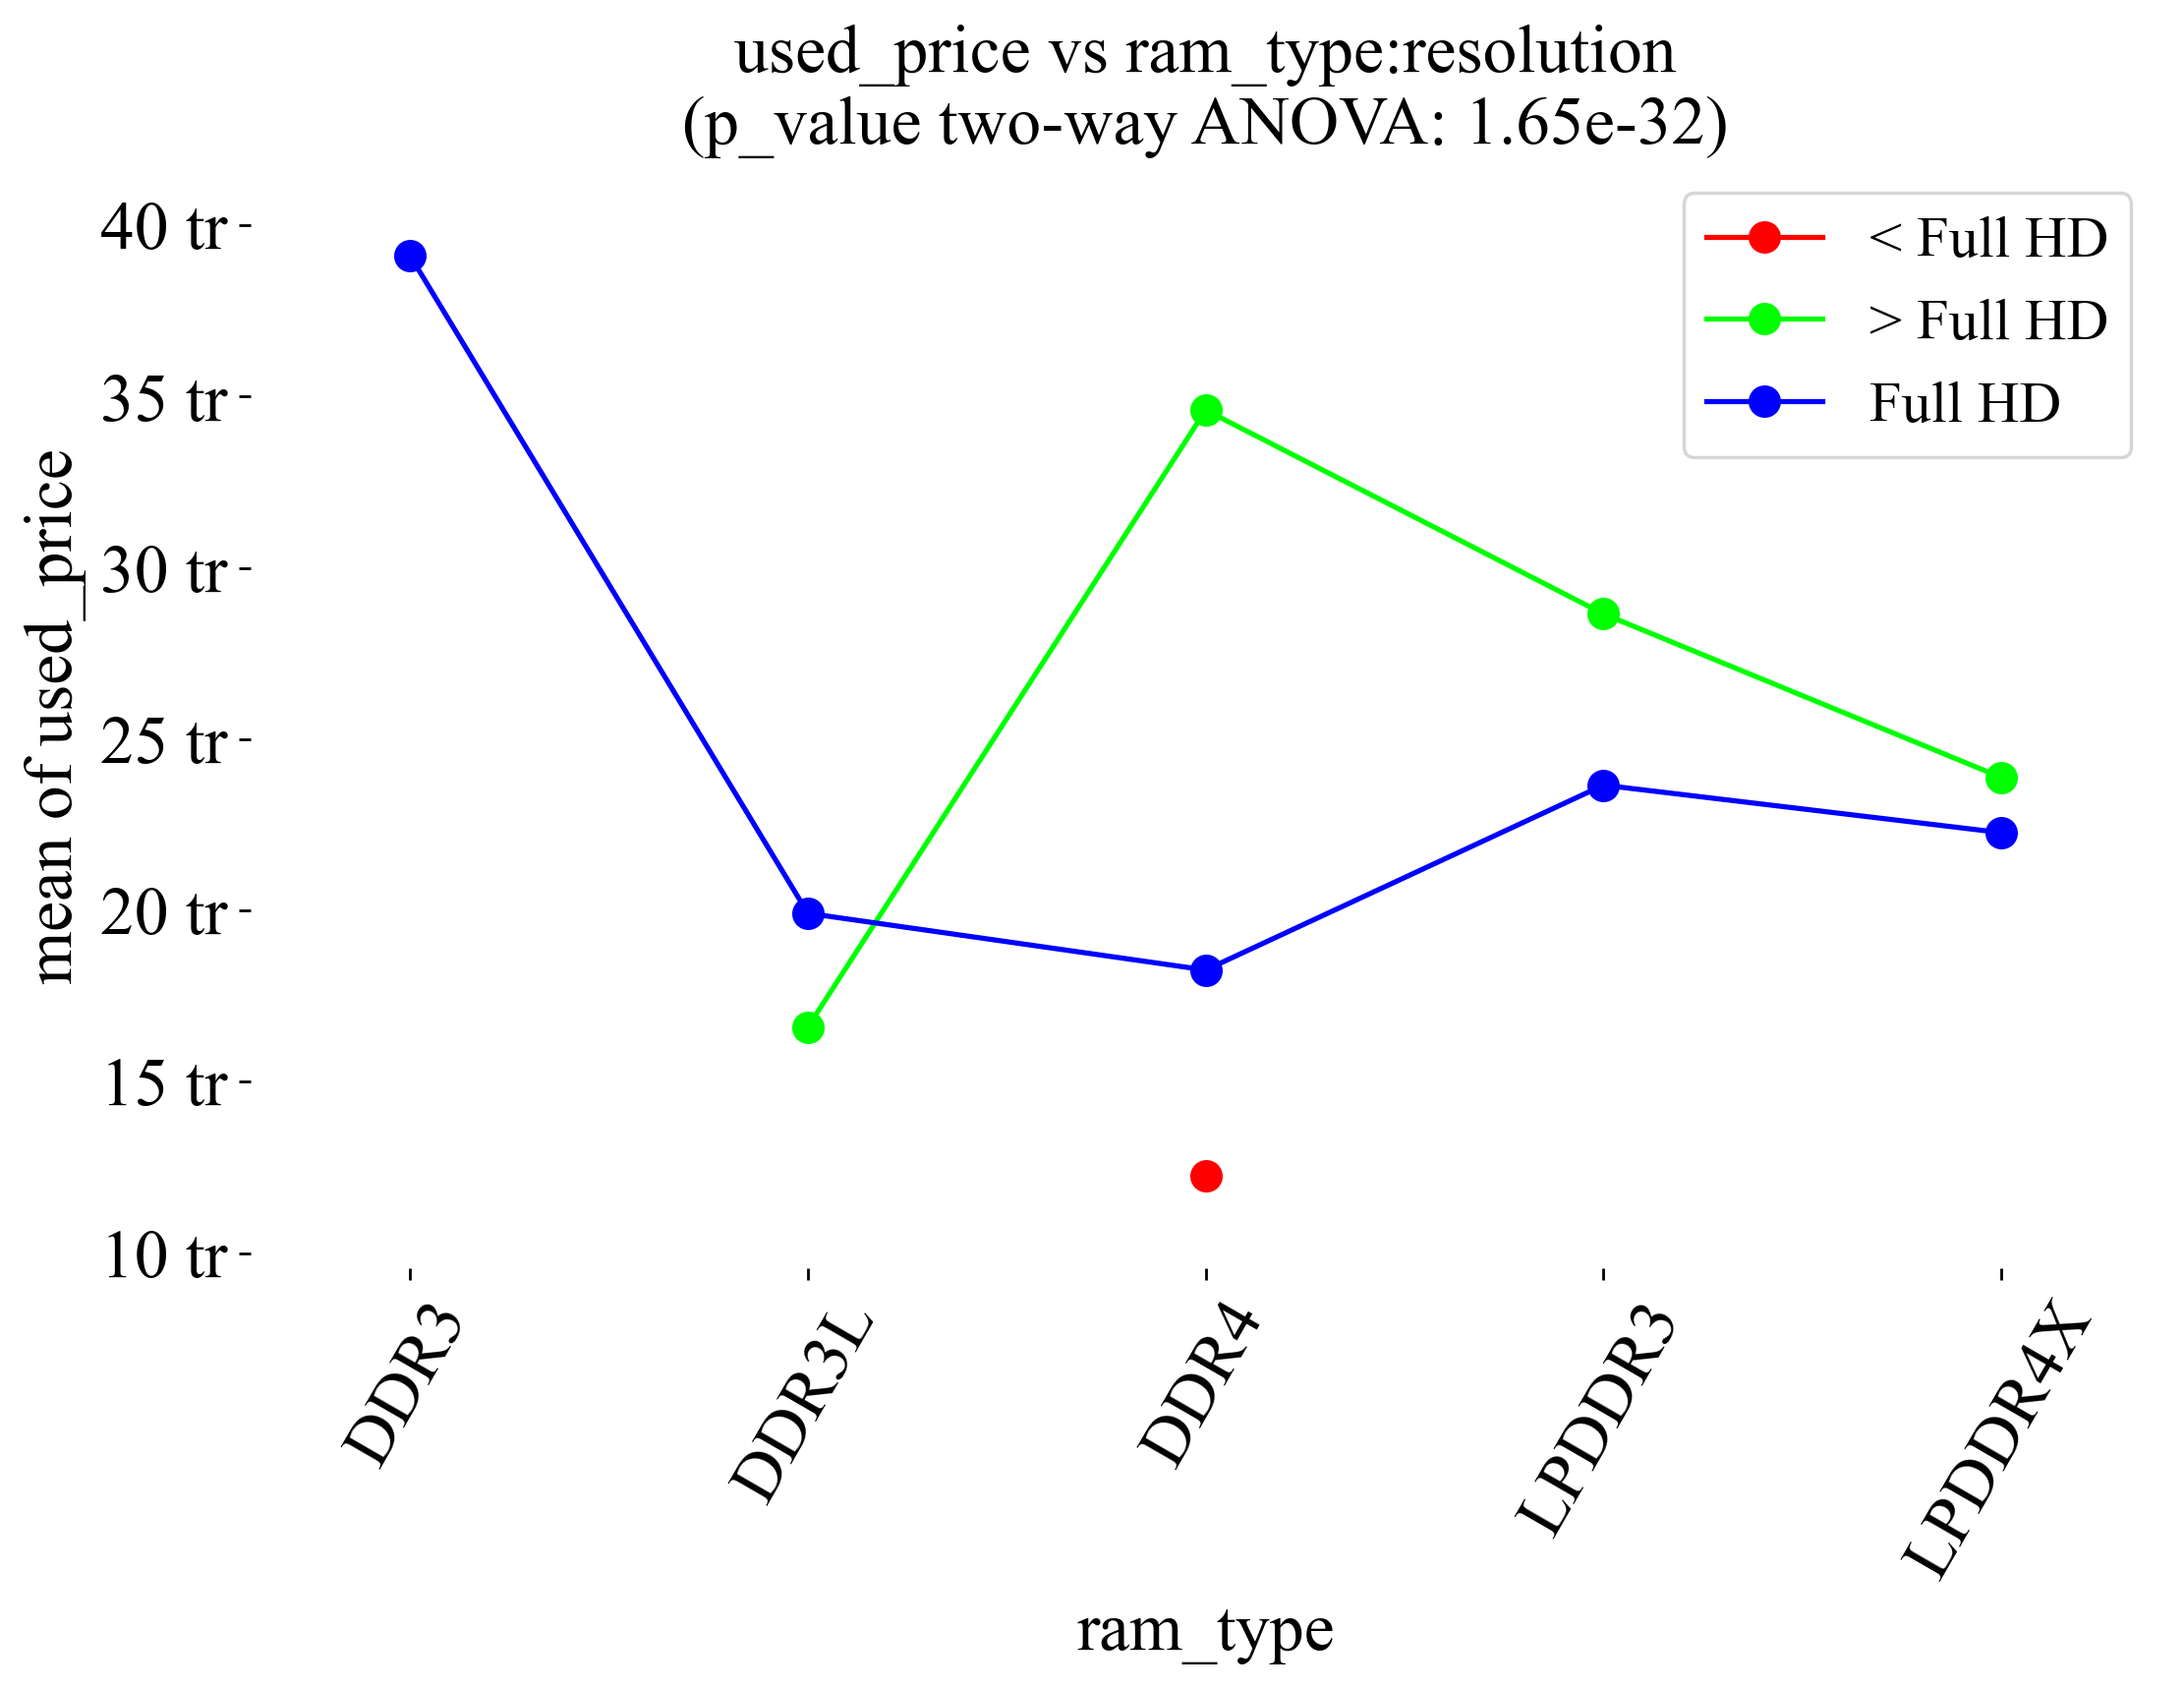 used_price vs ram_type:resolution
(p_value two-way ANOVA: 1.65e-32)
40 tr
35 tr
30 tr
25 tr
20 tr
15 tr
10 tr
mean of used_price
< Full HD
> Full HD
Full HD
DDR3
DDR3L
DDR4
LPDDR3
LPDDR4X
ram_type